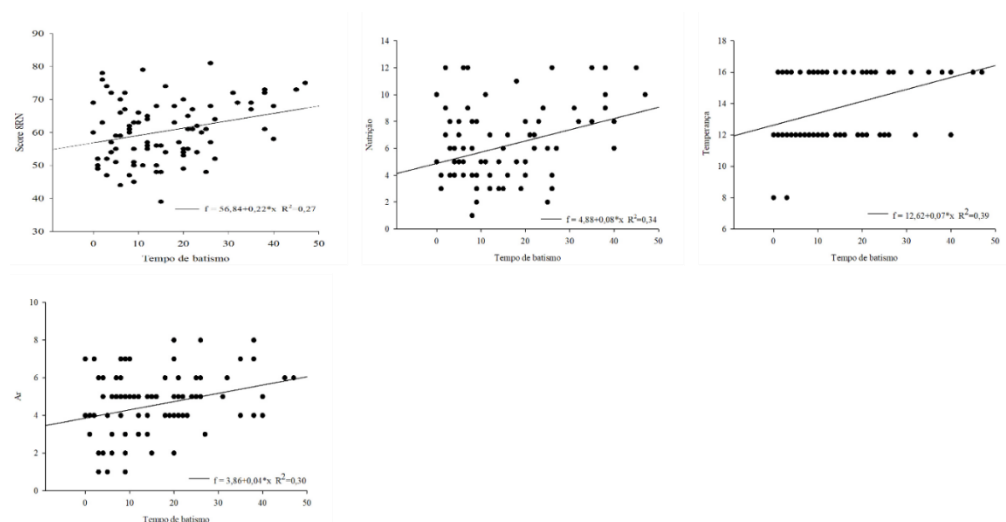 90
80
70
60
50
40
30
Score 8RN
f = 56,84+0,22*x R²=0,27
0 10 20 30 40 50
Tempo de batismo
14
12
10
8
6
4
2
0
Nutrição
f = 4,88+0,08*x R²=0,34
0 10 20 30 40 50
Tempo de batismo
18
16
14
12
10
8
6
Temperança
f = 12,62+0,07*x R²=0,39
0 10 20 30 40 50
Tempo de batismo
10
8
6
4
2
0
Ar
f = 3,86+0,04*x R²=0,30
0 10 20 30 40 50
Tempo de batismo